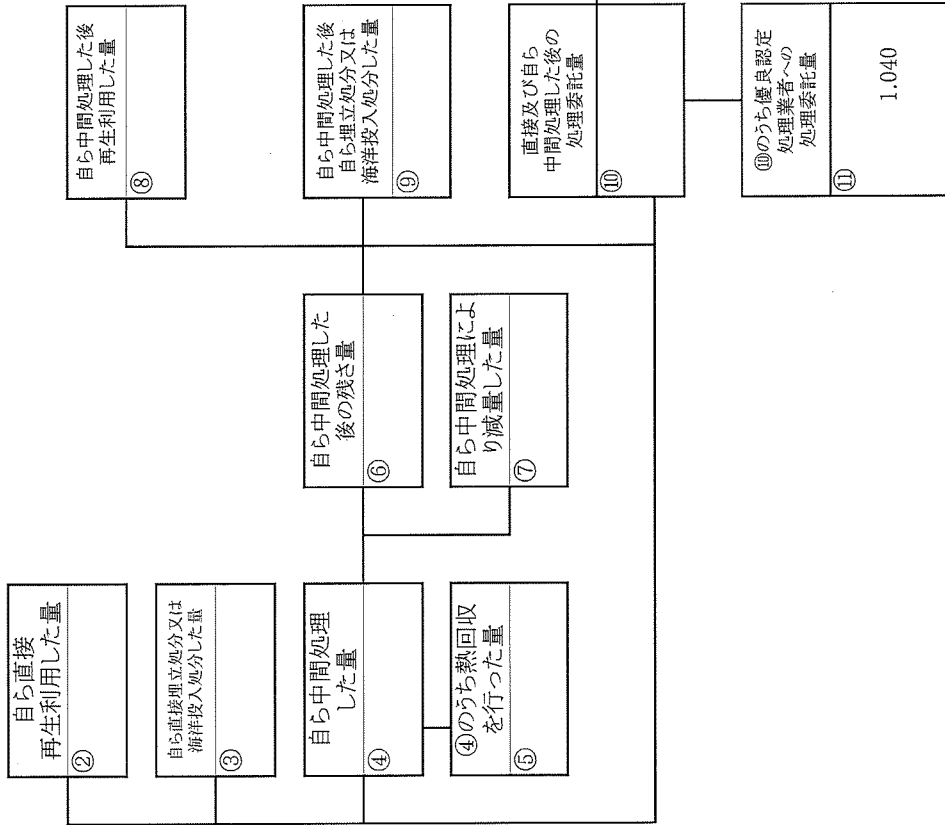 自ら直接
再生利用した量
②
自ら直接埋立処分又は
海洋投入処分した量
③
自ら中間処理
した量
④
④のうち熱回収
を行った量
⑤
自ら中間処理した
後の残さ量
⑥
自ら中間処理によ
り減量した量
⑦
自ら中間処理した後
再生利用した量
⑧
自ら中間処理した後
自ら埋立処分又は
海洋投入処分した量
⑨
直接及び自ら
中間処理した後の
処理委託量
⑩
⑩のうち優良認定
処理業者への
処理委託量
⑪
1.040